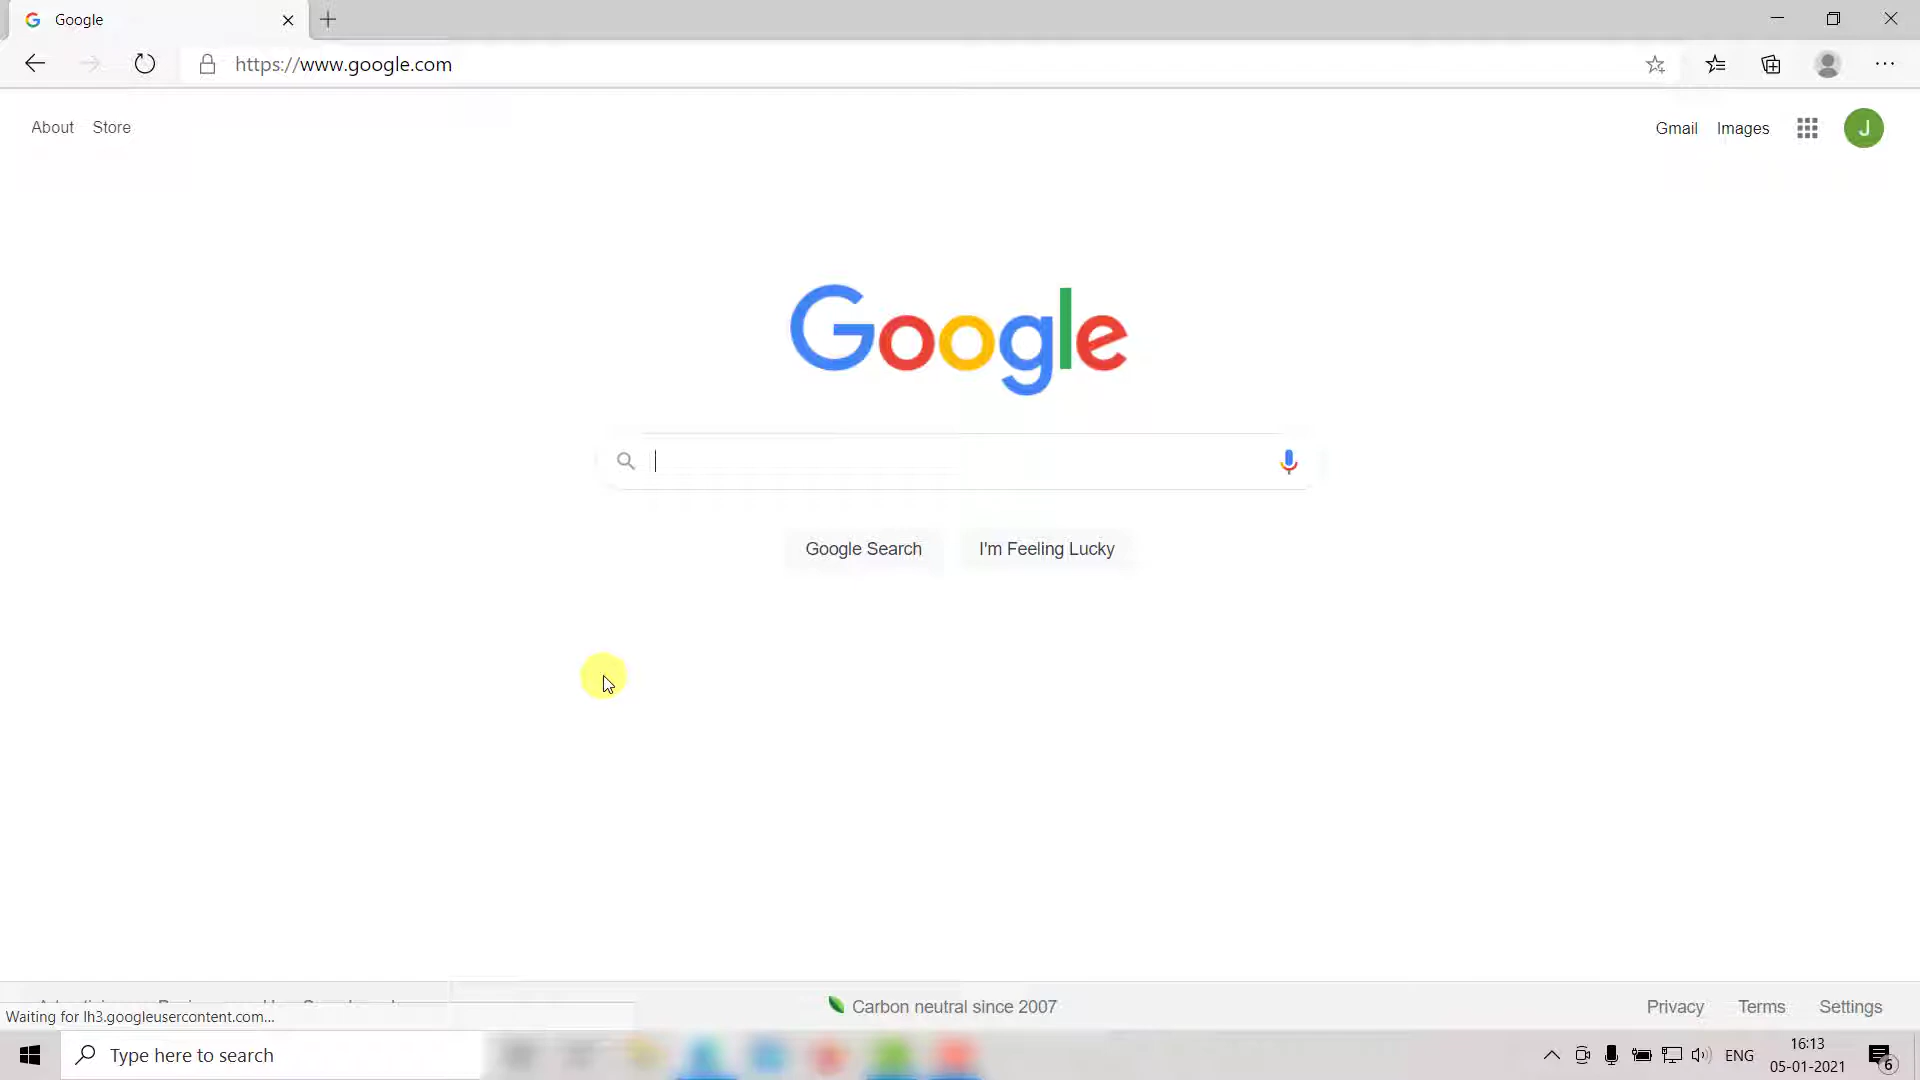 Google
https://www.google.com
About Store
Gmail Images
J
Google
Google Search I'm Feeling Lucky
Carbon neutral since 2007
Privacy Terms Settings
Waiting for lh3.googleusercontent.com...
Type here to search
ENG
16:13
05-01-2021
6